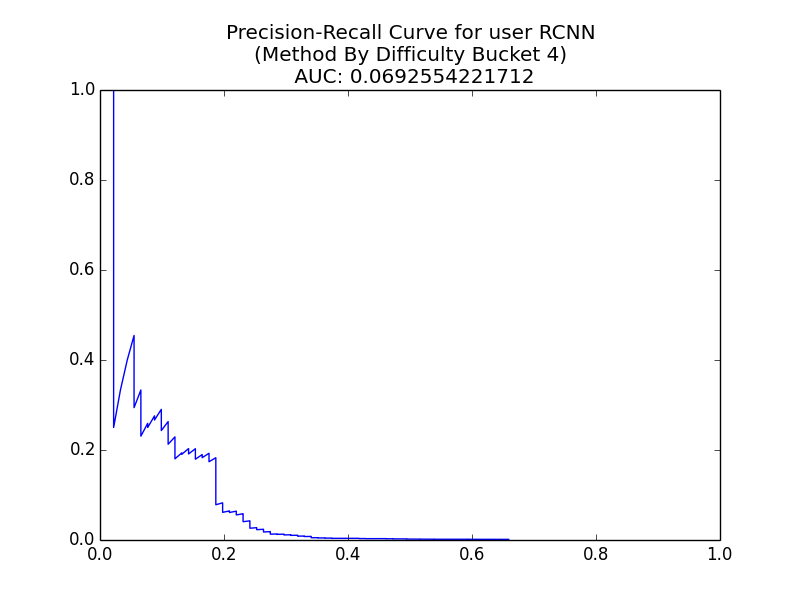 Precision-Recall Curve for user RCNN
(Method By Difficulty Bucket 4)
AUC: 0.0692554221712
1.0
0.8
0.6
0.4
0.2
0.0
0.0 0.2 0.4 0.6 0.8 1.0